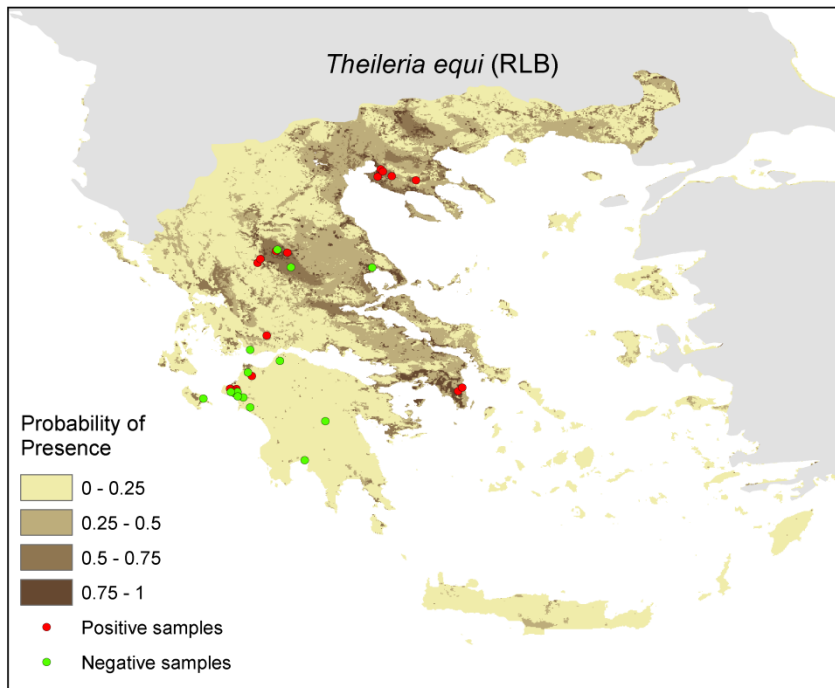 Theileria equi (RLB)
Probability of
Presence
0 - 0.25
0.25 - 0.5
0.5 - 0.75
0.75 - 1
Positive samples
Negative samples